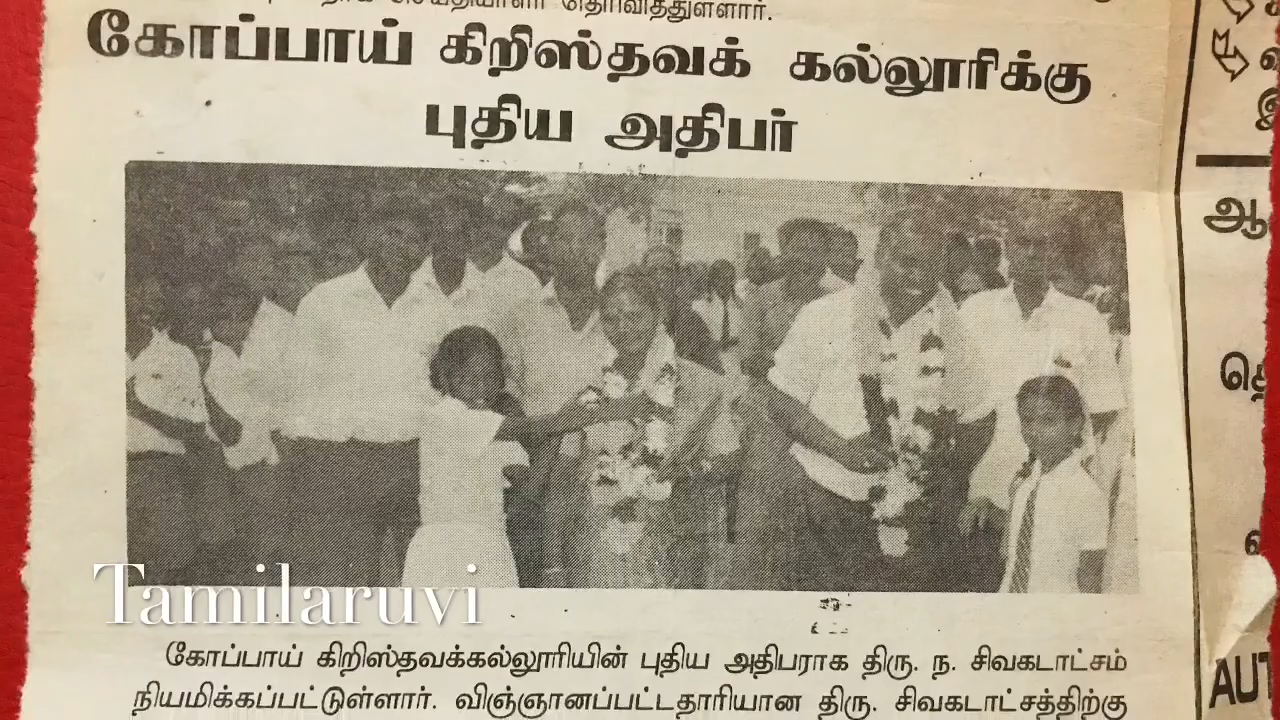 தெரிவித்துள்ளார்.
கோப்பாய் கிறிஸ்தவக் கல்லூரிக்கு
புதிய அதிபர்
Tamilaruvi
கோப்பாய் கிறிஸ்தவக்கல்லூரியின் புதிய அதிபராக திரு. ந. சிவகடாட்சம்
நியமிக்கப்பட்டுள்ளார். விஞ்ஞானப்பட்டதாரியான திரு. சிவகடாட்சத்திற்கு
ஆ
AUT